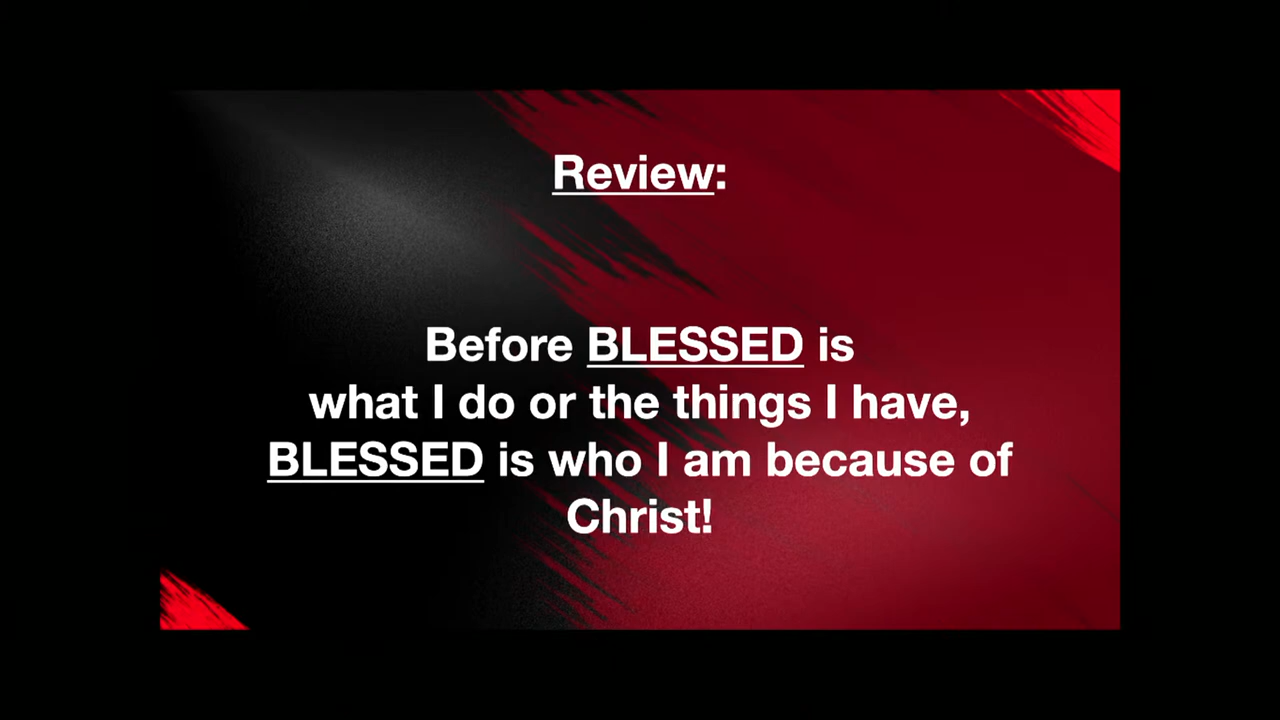 Review:
Before BLESSED is
what I do or the things I have,
BLESSED is who I am because of
Christ!